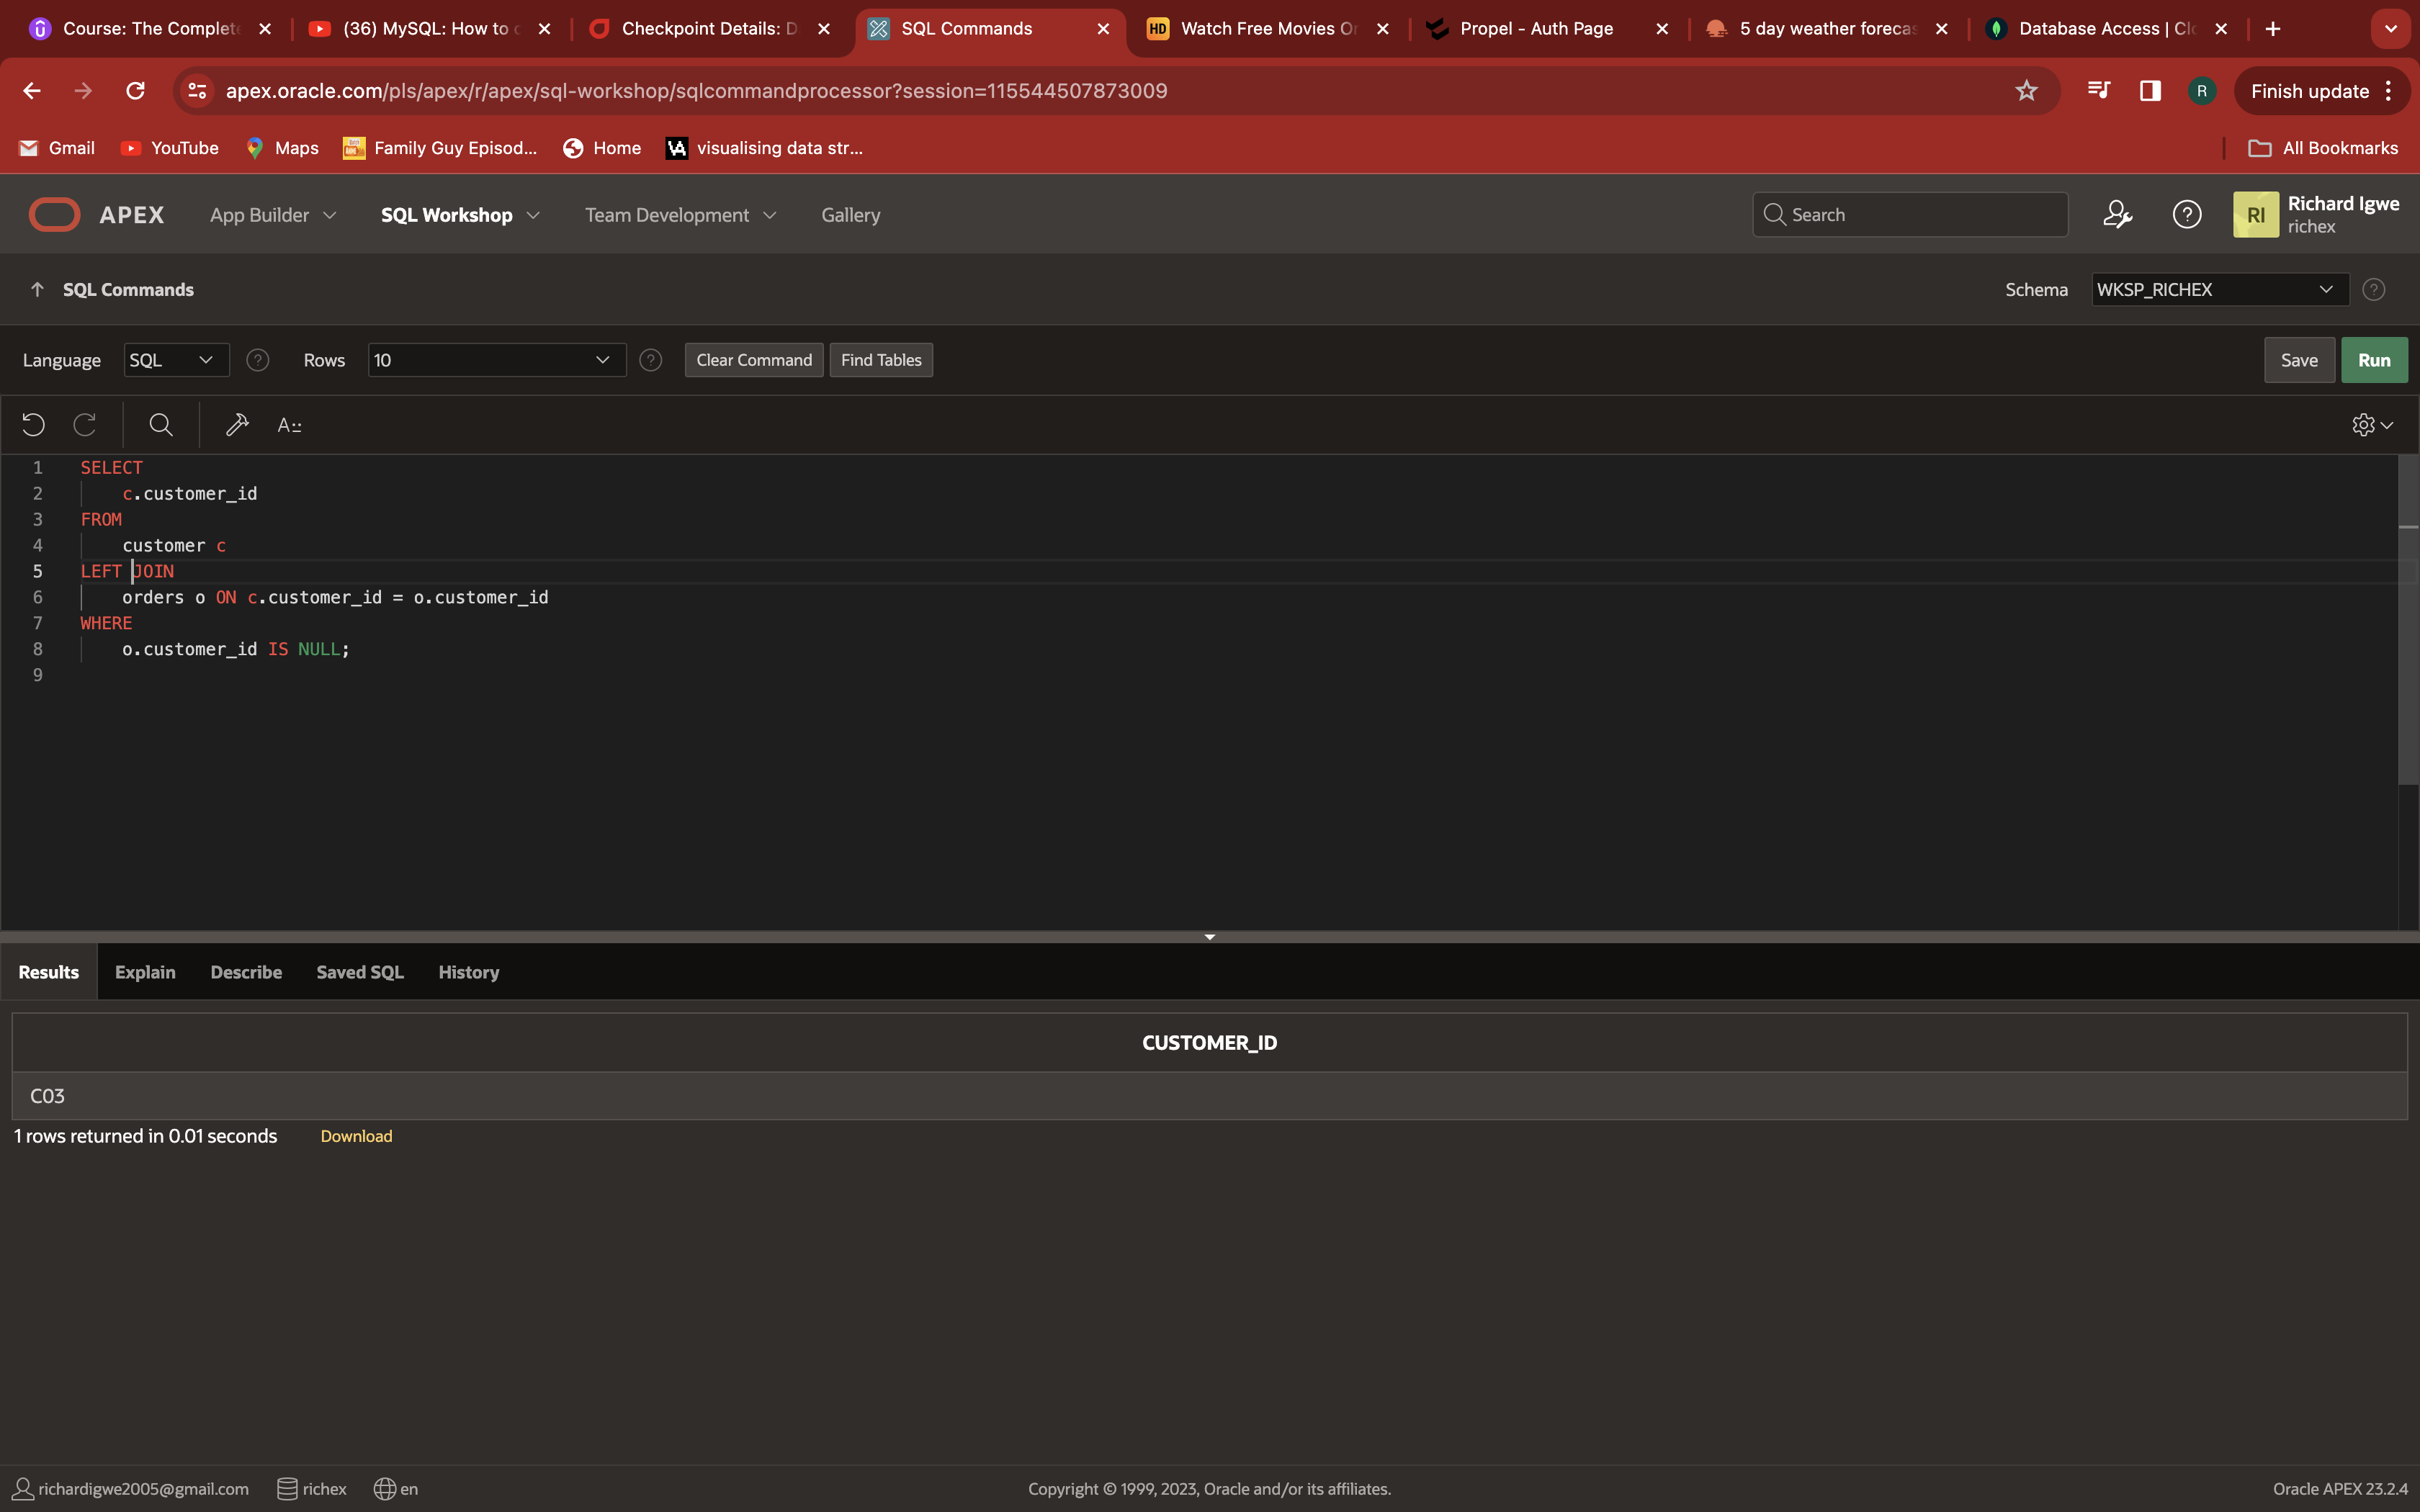 Course: The Complete
(36) MySQL: How to c
Checkpoint Details: D
SQL Commands
HD Watch Free Movies On
Propel - Auth Page
5 day weather forecas
Database Access | Clo
apex.oracle.com/pls/apex/r/apex/sql-workshop/sqlcommandprocessor?session=115544507873009
R
Finish update
Gmail
YouTube
Maps
Family Guy Episod...
Home
visualising data str...
All Bookmarks
APEX
App Builder
SQL Workshop
Team Development
Gallery
Search
RI
Richard Igwe
richex
SQL Commands
Schema
WKSP_RICHEX
Language
SQL
Rows
10
Clear Command
Find Tables
Save
Run
1 SELECT
2 c.customer_id
3 FROM
4 customer c
5 LEFT JOIN
6 orders o ON c.customer_id = o.customer_id
7 WHERE
8 o.customer_id IS NULL;
9
Results
Explain
Describe
Saved SQL
History
CUSTOMER_ID
C03
1 rows returned in 0.01 seconds
Download
richardigwe2005@gmail.com
richex
en
Copyright © 1999, 2023, Oracle and/or its affiliates.
Oracle APEX 23.2.4